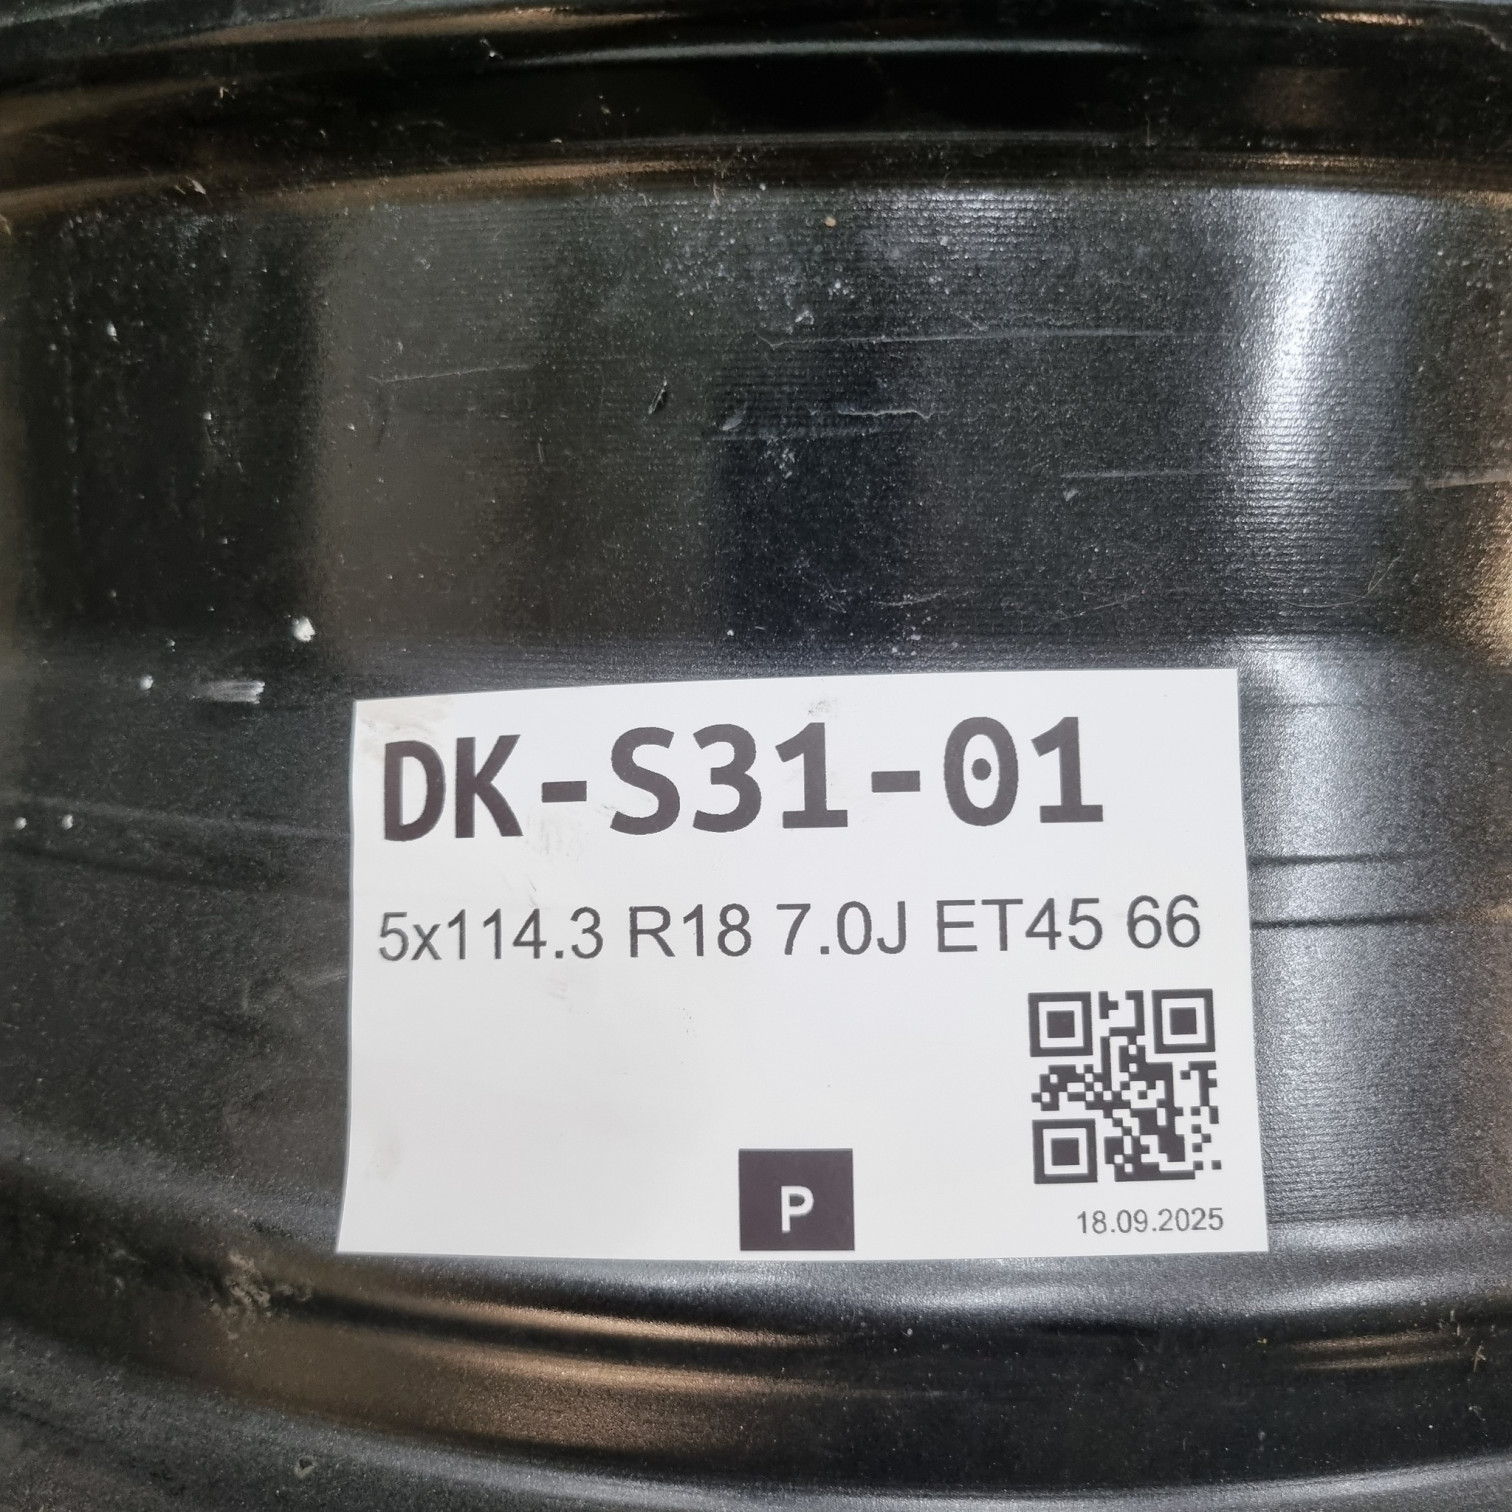 DK-S31-01
5x114.3 R18 7.0J ET45 66
P
18.09.2025